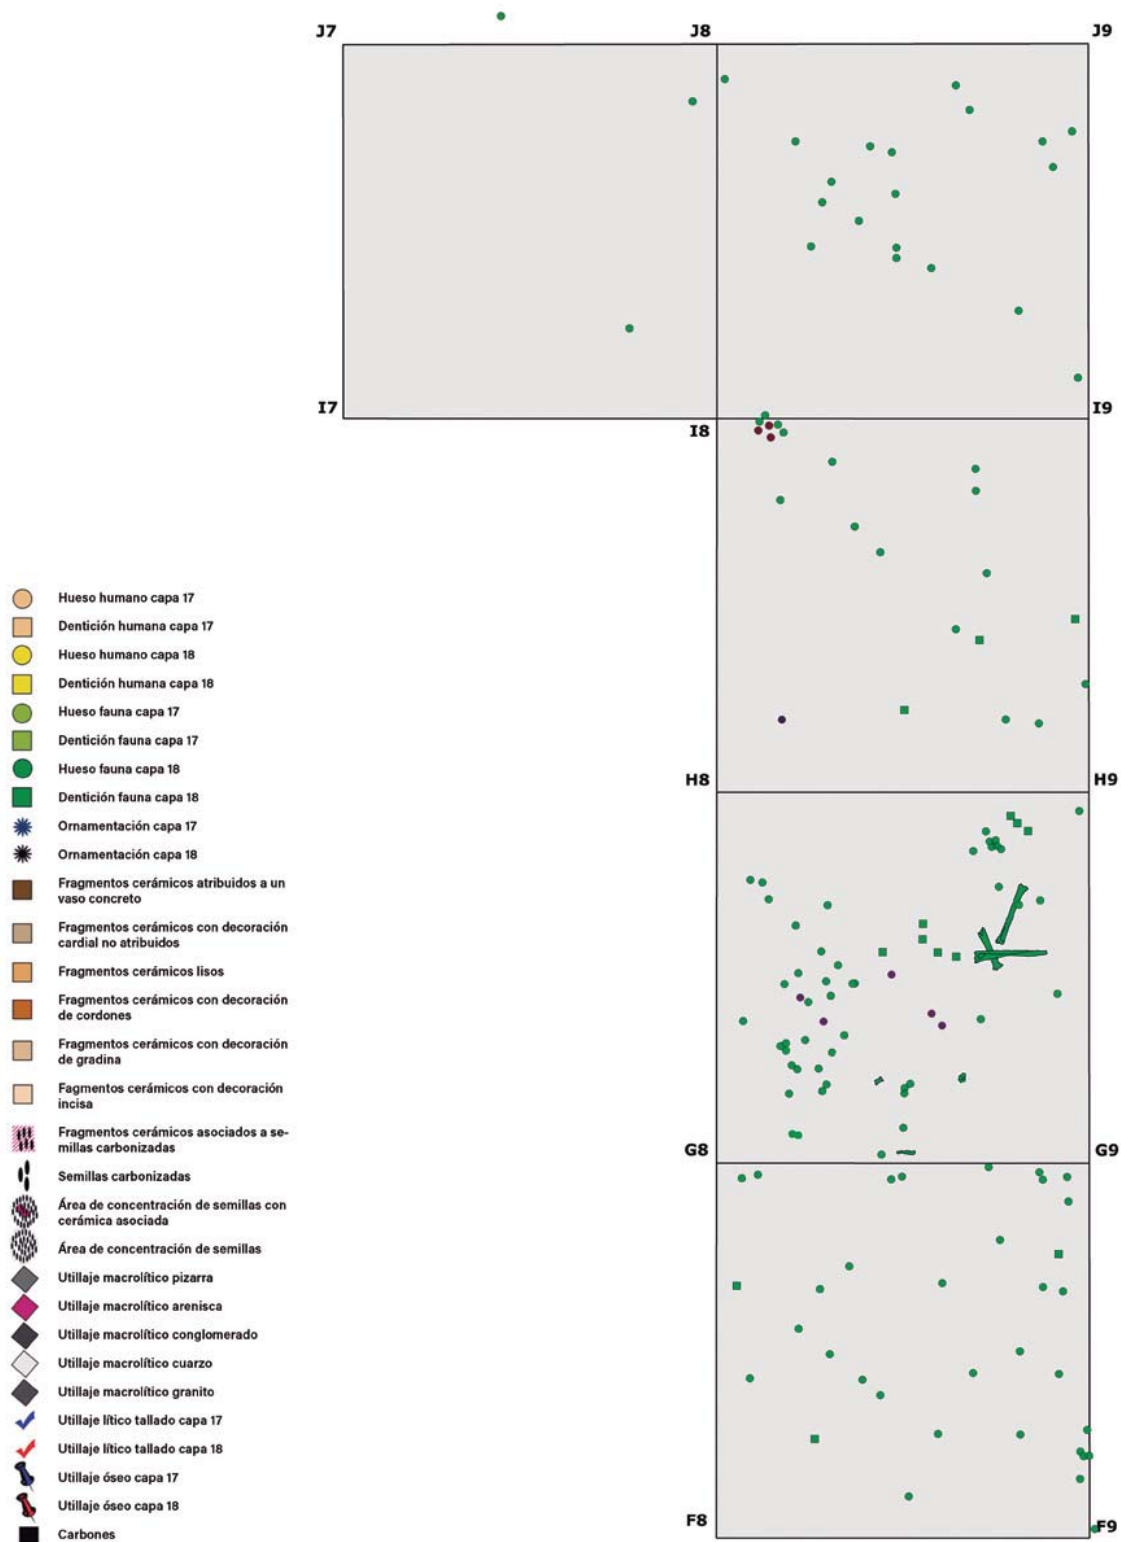 J7
J8
J9
I7
I8
I9
H8
H9
G8
G9
F8
F9
Hueso humano capa 17
Dentición humana capa 17
Hueso humano capa 18
Dentición humana capa 18
Hueso fauna capa 17
Dentición fauna capa 17
Hueso fauna capa 18
Dentición fauna capa 18
Ornamentación capa 17
Ornamentación capa 18
Fragmentos cerámicos atribuidos a un
vaso concreto
Fragmentos cerámicos con decoración
cardial no atribuidos
Fragmentos cerámicos lisos
Fragmentos cerámicos con decoración
de cordones
Fragmentos cerámicos con decoración
de gradina
Fagmentos cerámicos con decoración
incisa
Fragmentos cerámicos asociados a se-
millas carbonizadas
Semillas carbonizadas
Área de concentración de semillas con
cerámica asociada
Área de concentración de semillas
Utillaje macrolítico pizarra
Utillaje macrolítico arenisca
Utillaje macrolítico conglomerado
Utillaje macrolítico cuarzo
Utillaje macrolítico granito
Utillaje lítico tallado capa 17
Utillaje lítico tallado capa 18
Utillaje óseo capa 17
Utillaje óseo capa 18
Carbones